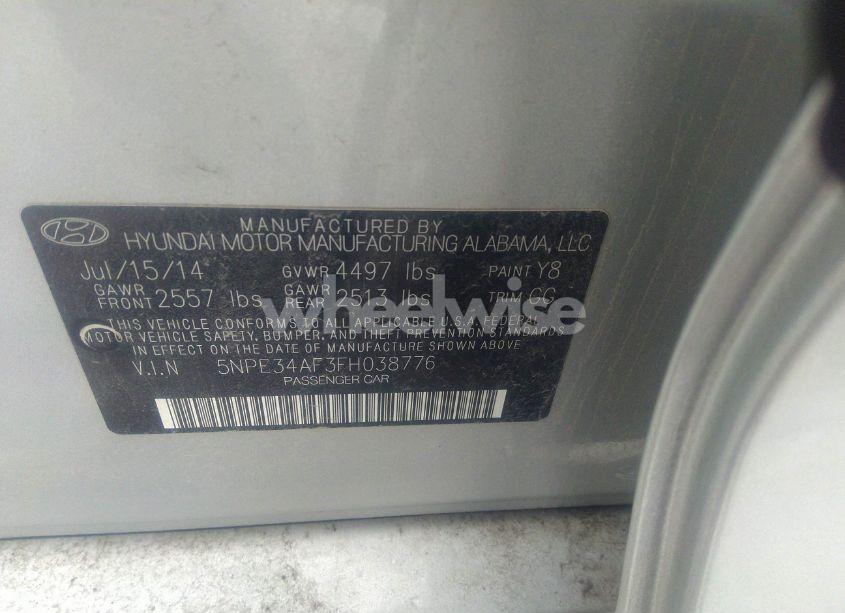 MANUFACTURED BY
HYUNDAI MOTOR MANUFACTURING ALABAMA, LLC
Jul/15/14 GVWR 4497 lbs PAINT Y8
GAWR FRONT 2557 lbs GAWR REAR 2513 lbs TRIM GG
THIS VEHICLE CONFORMS TO ALL APPLICABLE U.S.A. FEDERAL
MOTOR VEHICLE SAFETY, BUMPER, AND THEFT PREVENTION STANDARDS
IN EFFECT ON THE DATE OF MANUFACTURE SHOWN ABOVE
V.I.N 5NPE34AF3FH038776
PASSENGER CAR
wheelwise